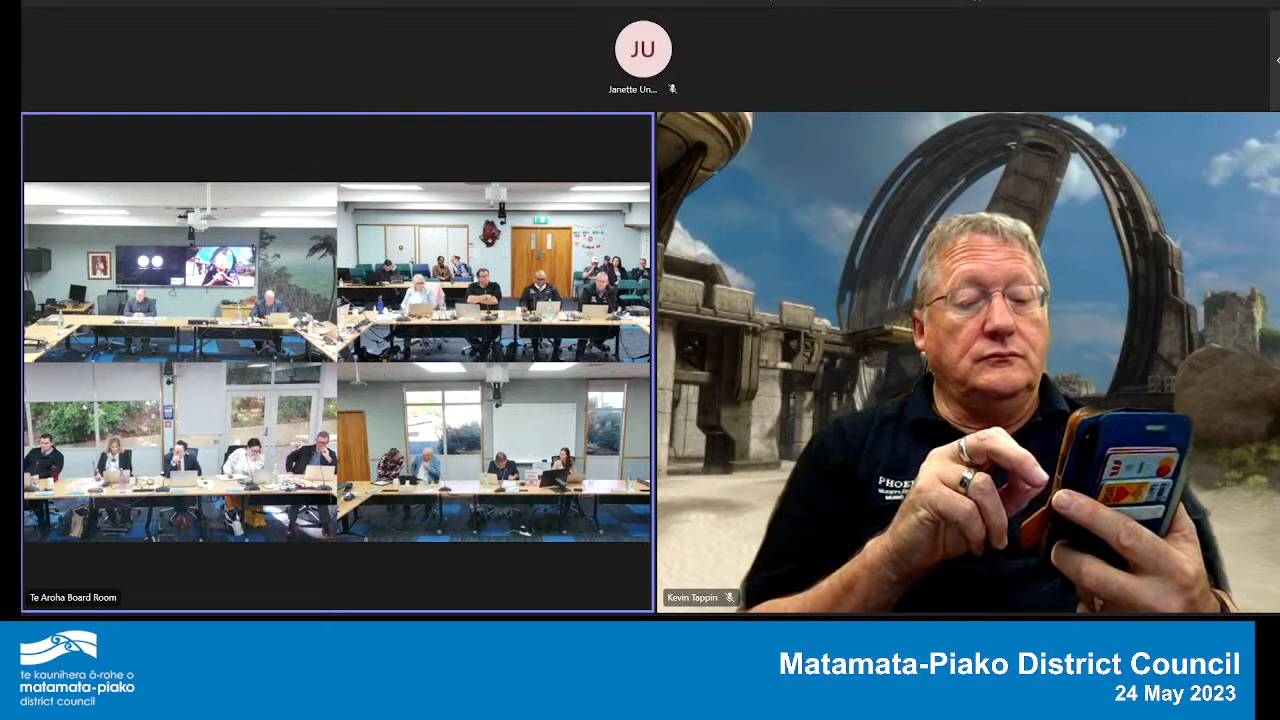 JU
Janette Un...
Te Aroha Board Room
Kevin Tappin
te kaunihera ā-rohe o
matamata-piako
district council
Matamata-Piako District Council
24 May 2023